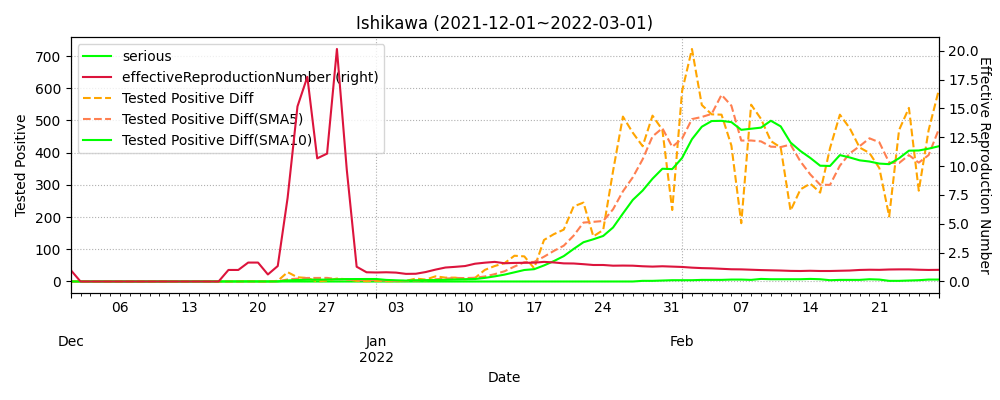 Ishikawa (2021-12-01~2022-03-01)
serious
effectiveReproductionNumber (right)
Tested Positive Diff
Tested Positive Diff(SMA5)
Tested Positive Diff(SMA10)
Tested Positive
700
600
500
400
300
200
100
0
20.0
17.5
15.0
12.5
10.0
7.5
5.0
2.5
0.0
Effective Reproduction Number
06 13 20 27 03 10 17 24 31 07 14 21
Dec Jan Feb
2022
Date